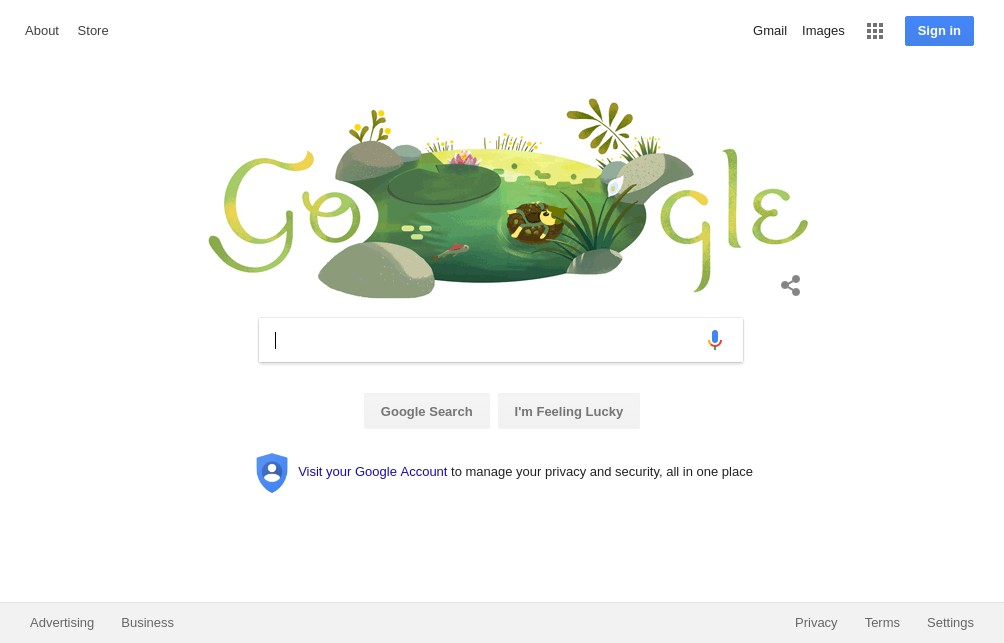 About Store Gmail Images Sign in
Google
Google Search I'm Feeling Lucky
Visit your Google Account to manage your privacy and security, all in one place
Advertising Business Privacy Terms Settings